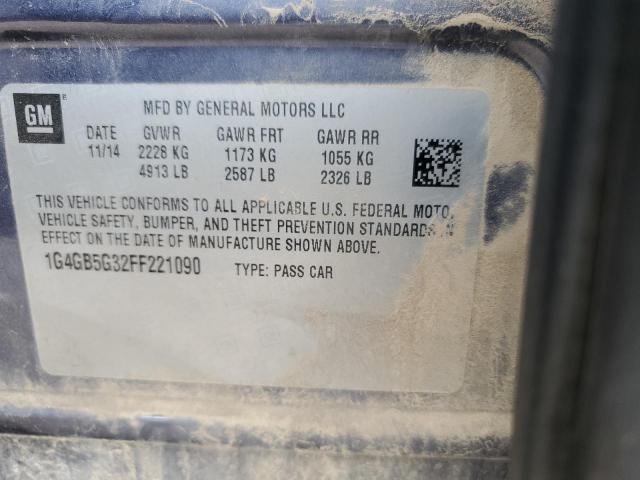 GM
MFD BY GENERAL MOTORS LLC
DATE GVWR GAWR FRT GAWR RR
11/14 2228 KG 1173 KG 1055 KG
4913 LB 2587 LB 2326 LB
THIS VEHICLE CONFORMS TO ALL APPLICABLE U.S. FEDERAL MOTO
VEHICLE SAFETY, BUMPER, AND THEFT PREVENTION STANDARDS IN
EFFECT ON THE DATE OF MANUFACTURE SHOWN ABOVE.
1G4GB5G32FF221090 TYPE: PASS CAR